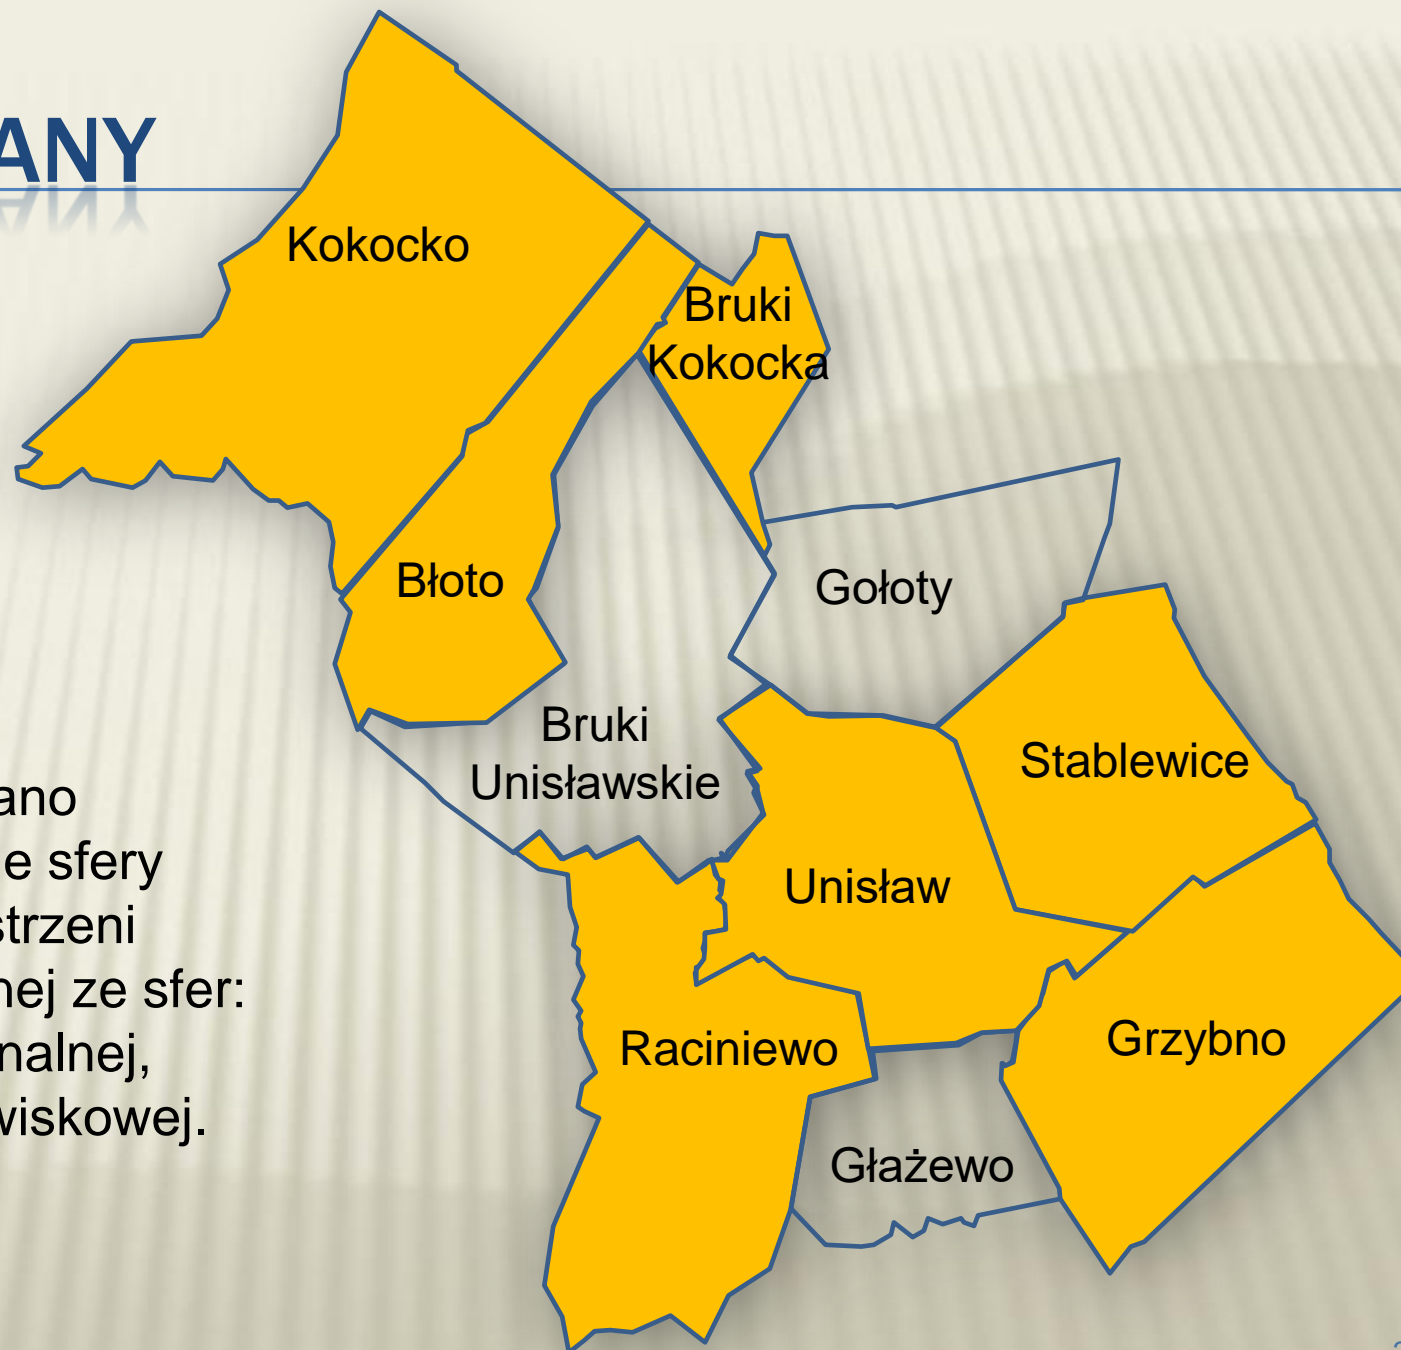 ANY
Kokocko
Bruki
Kokocka
Błoto
Gołoty
Bruki
Unisławskie
Stablewice
Unisław
Raciniewo
Grzybno
Głażewo
ano
e sfery
strzeni
nej ze sfer:
nalnej,
wiskowej.